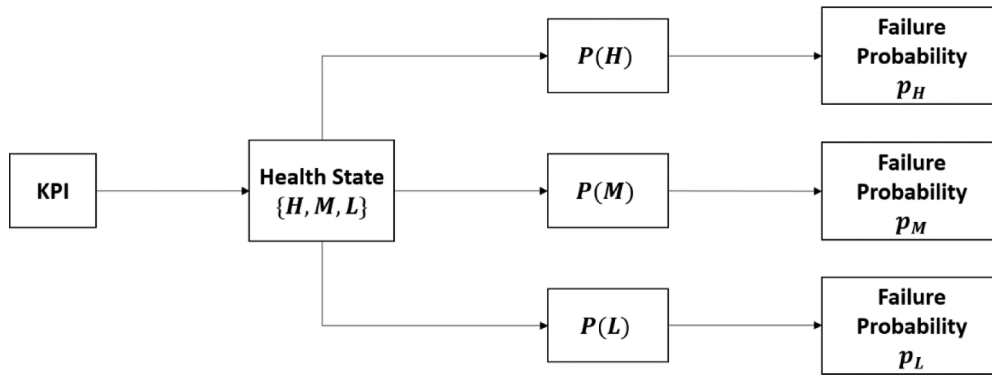 KPI
Health State
{H, M, L}
P(H)
Failure
Probability
p_H
P(M)
Failure
Probability
p_M
P(L)
Failure
Probability
p_L